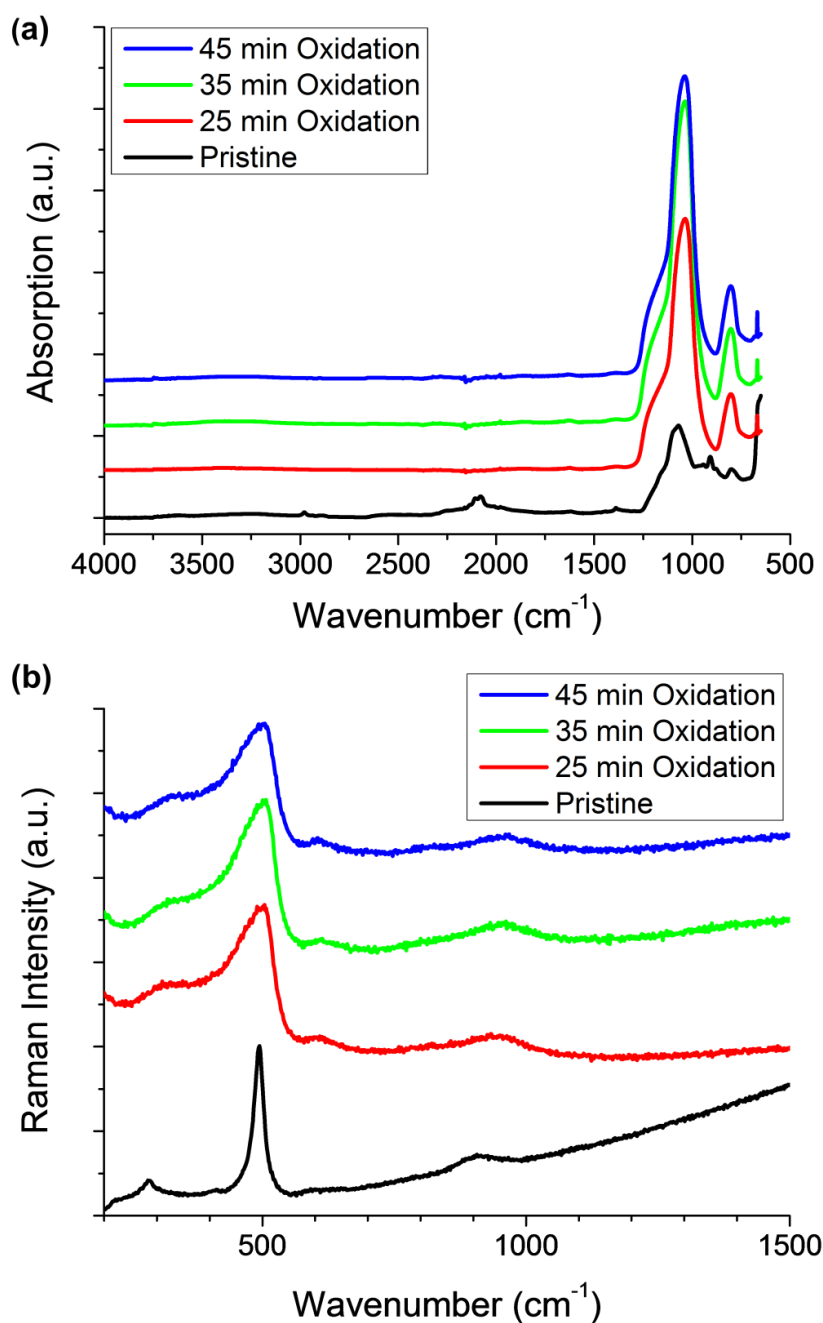 (a)
45 min Oxidation
35 min Oxidation
25 min Oxidation
Pristine
Absorption (a.u.)
4000 3500 3000 2500 2000 1500 1000 500
Wavenumber (cm⁻¹)
(b)
45 min Oxidation
35 min Oxidation
25 min Oxidation
Pristine
Raman Intensity (a.u.)
500 1000 1500
Wavenumber (cm⁻¹)